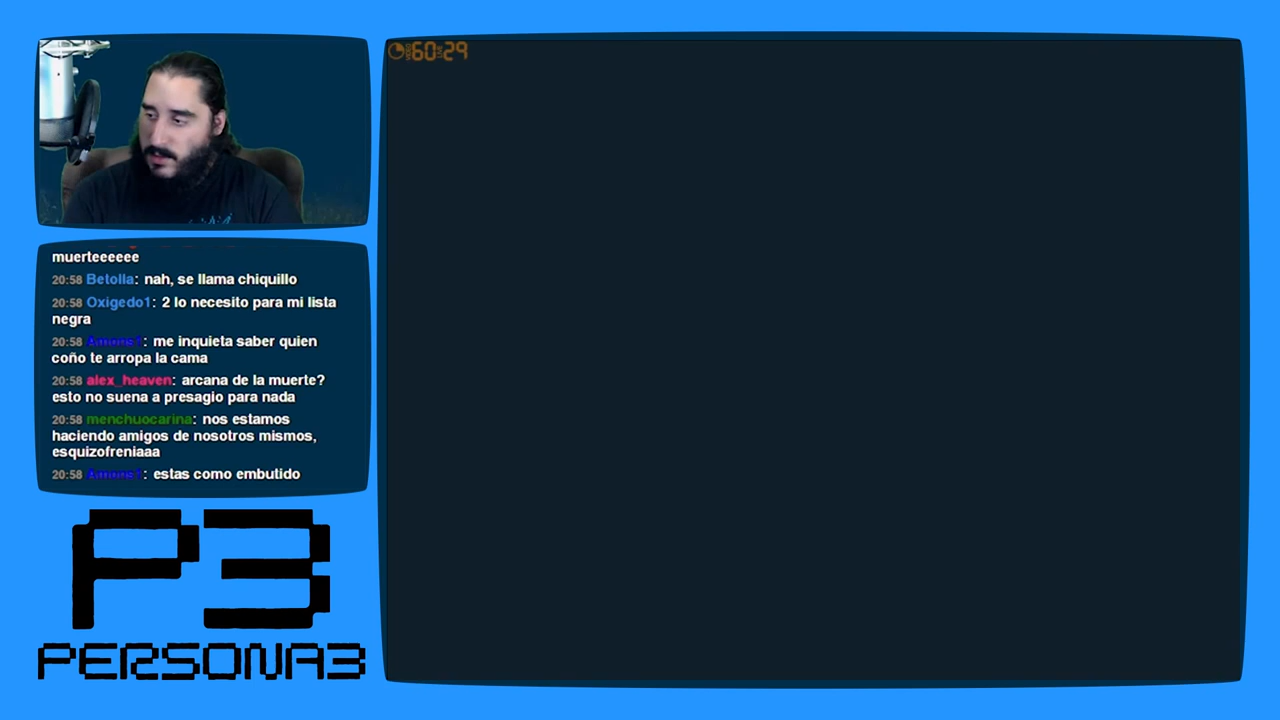 60 29
muerteeeeee
20:58 Betolla: nah, se llama chiquillo
20:58 Oxigedo1: 2 lo necesito para mi lista
negra
20:58 : me inquieta saber quien
coño te arropa la cama
20:58 alex_heaven: arcana de la muerte?
esto no suena a presagio para nada
20:58 menchuocarina: nos estamos
haciendo amigos de nosotros mismos,
esquizofreniaaa
20:58 : estas como embutido
P3
PERSONA3